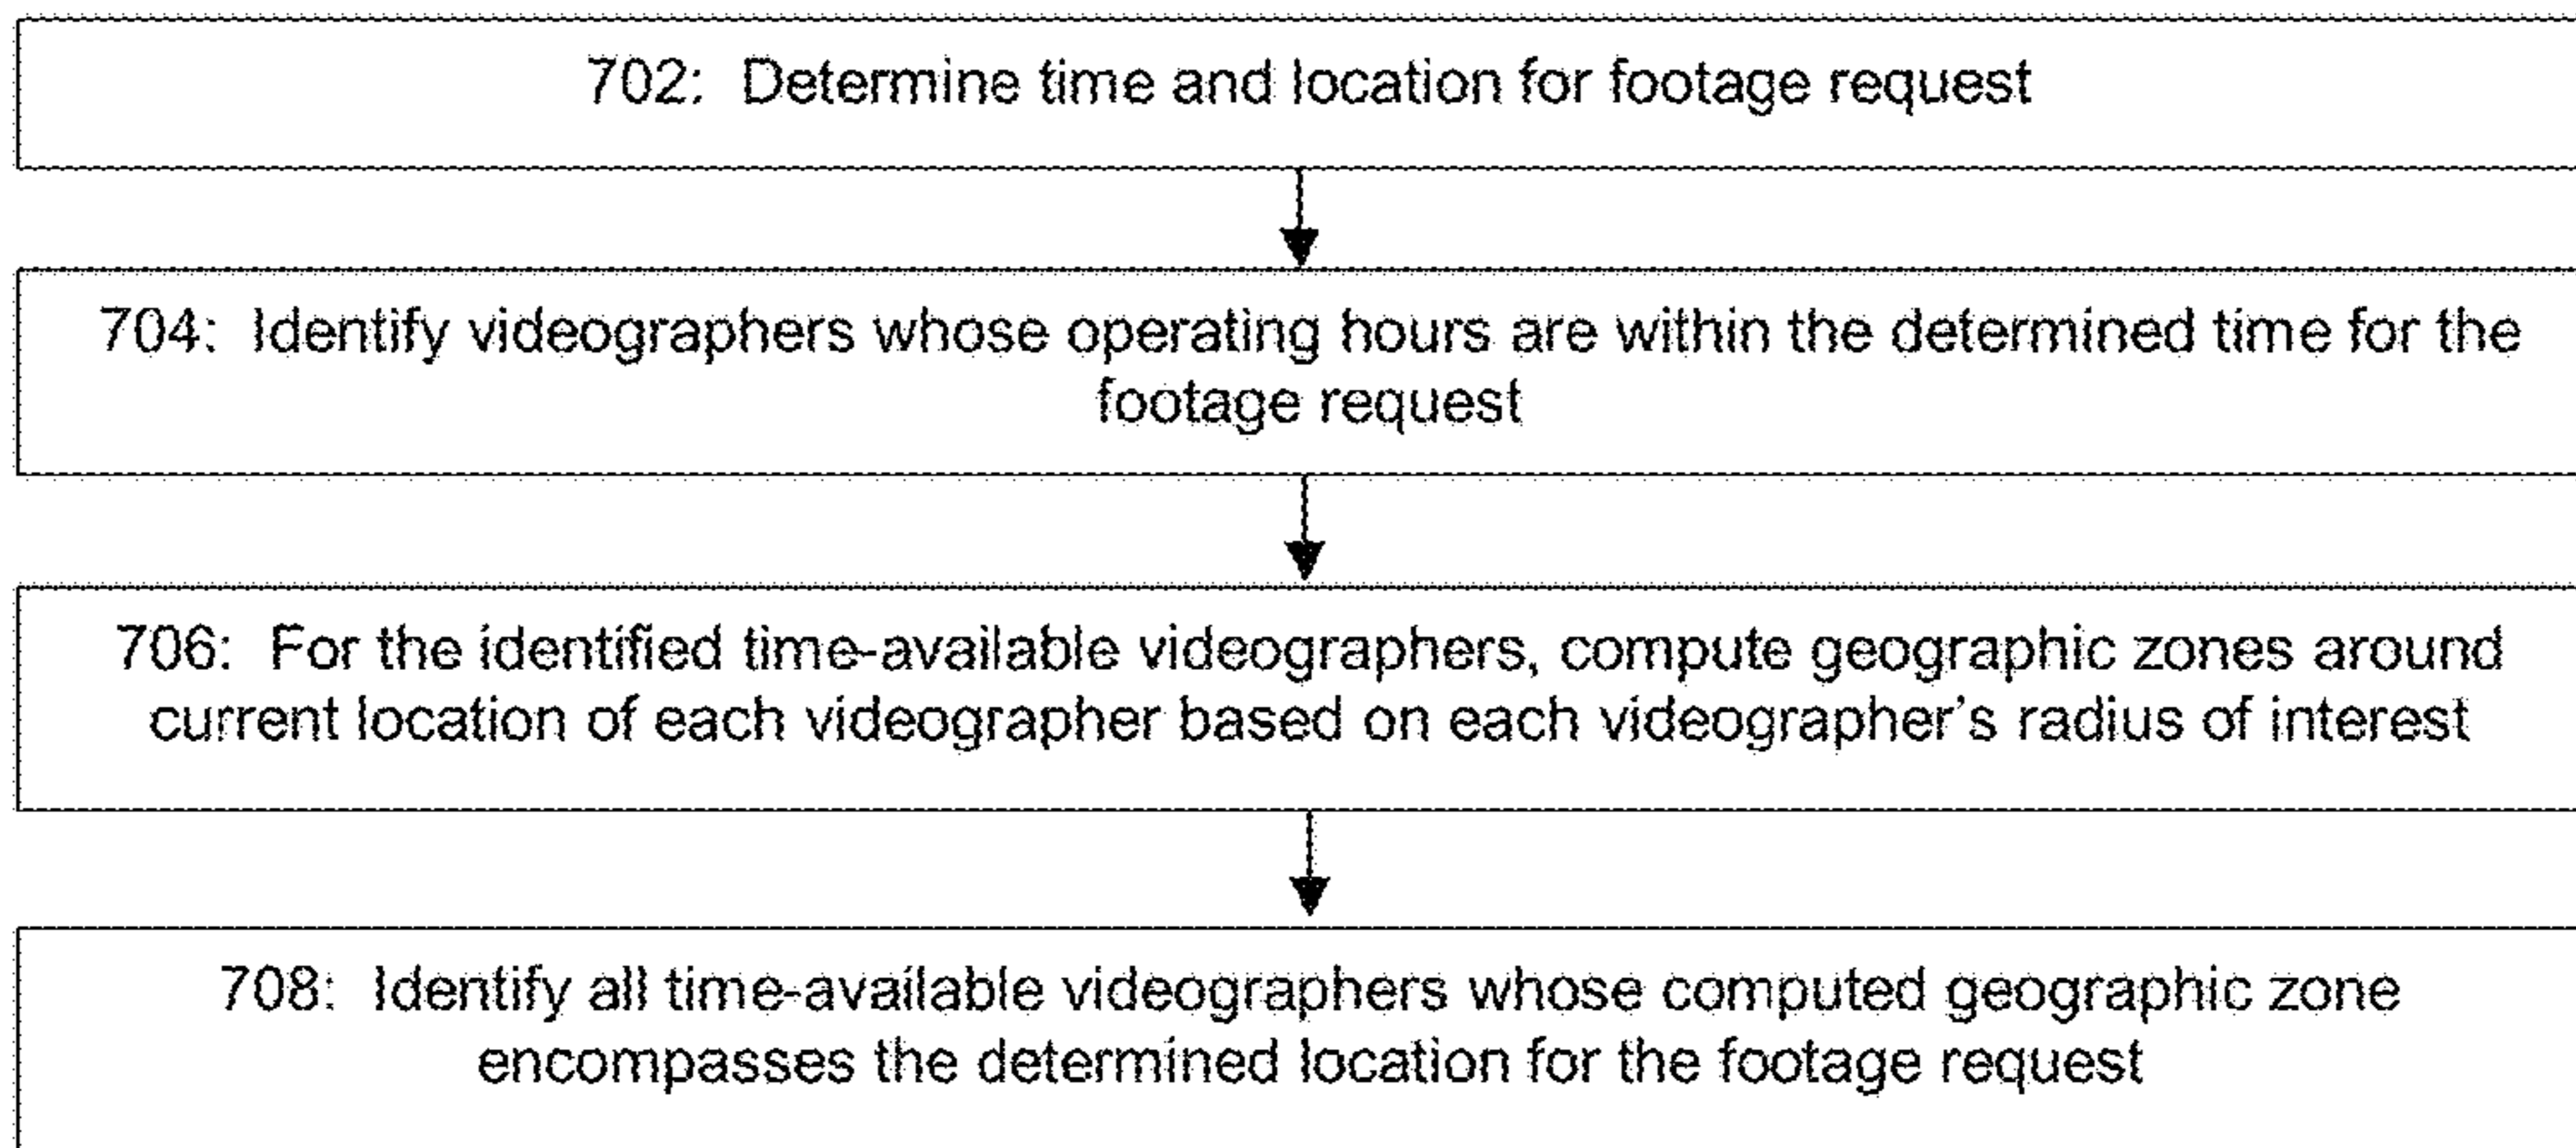 702: Determine time and location for footage request
704: Identify videographers whose operating hours are within the determined time for the
footage request
706: For the identified time-available videographers, compute geographic zones around
current location of each videographer based on each videographer's radius of interest
708: Identify all time-available videographers whose computed geographic zone
encompasses the determined location for the footage request